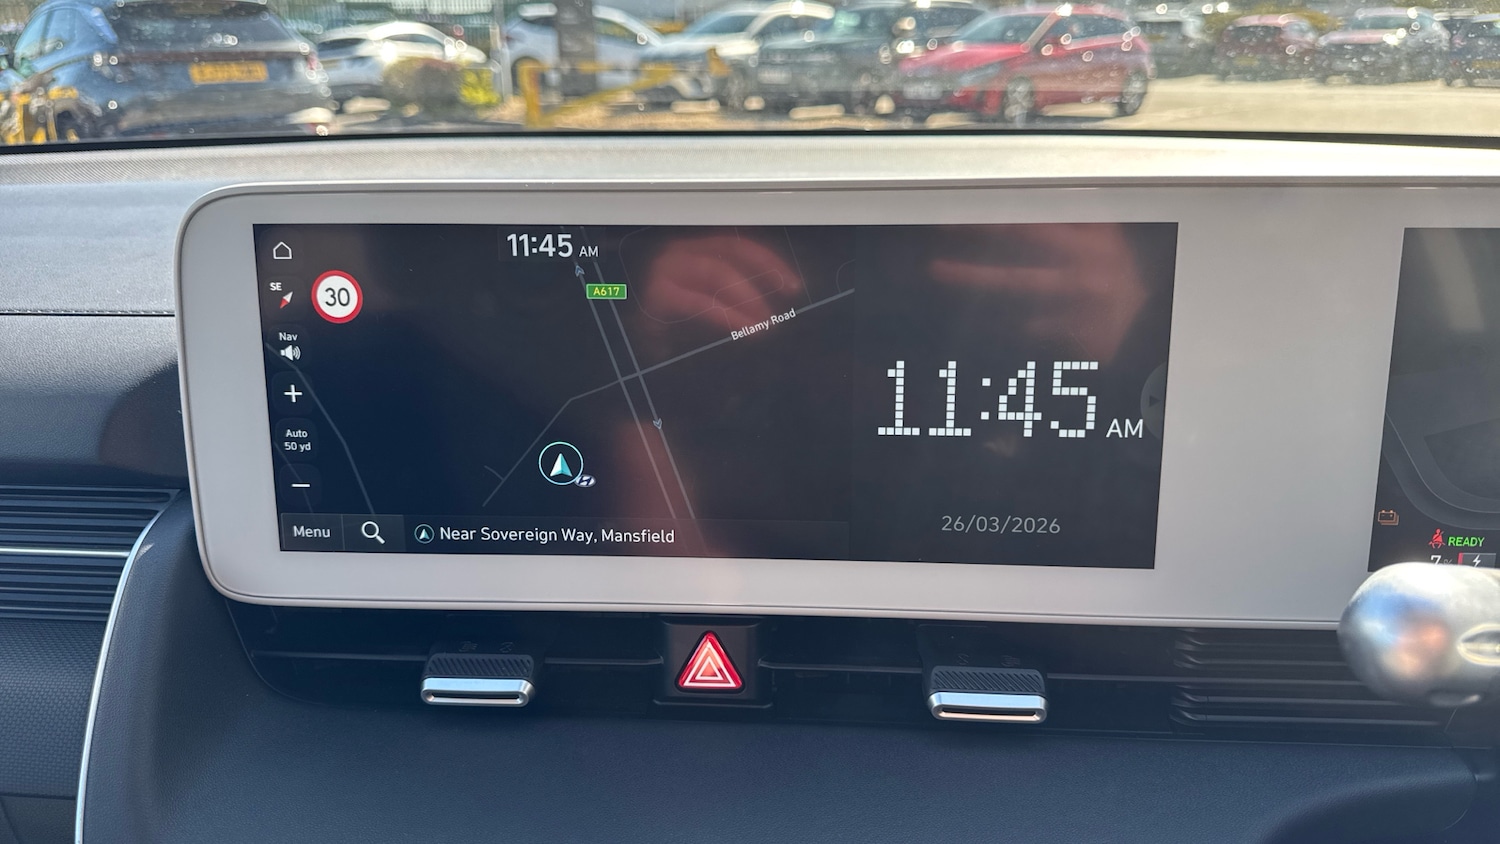 11:45 AM
SE
30
A617
Nav
Bellamy Road
+
Auto
50 yd
−
11:45 AM
Menu
Near Sovereign Way, Mansfield
26/03/2026
READY
7%